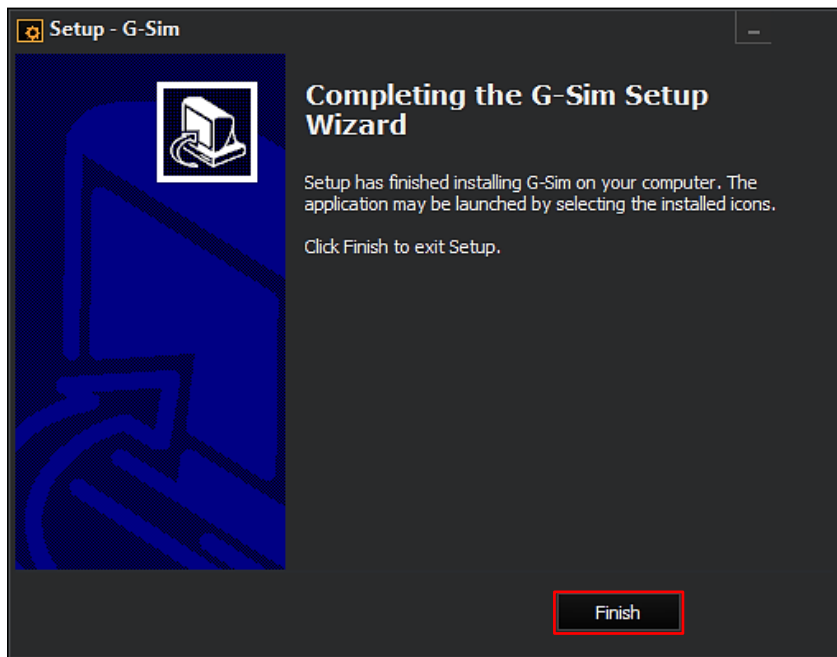 Setup - G-Sim
Completing the G-Sim Setup
Wizard
Setup has finished installing G-Sim on your computer. The
application may be launched by selecting the installed icons.
Click Finish to exit Setup.
Finish